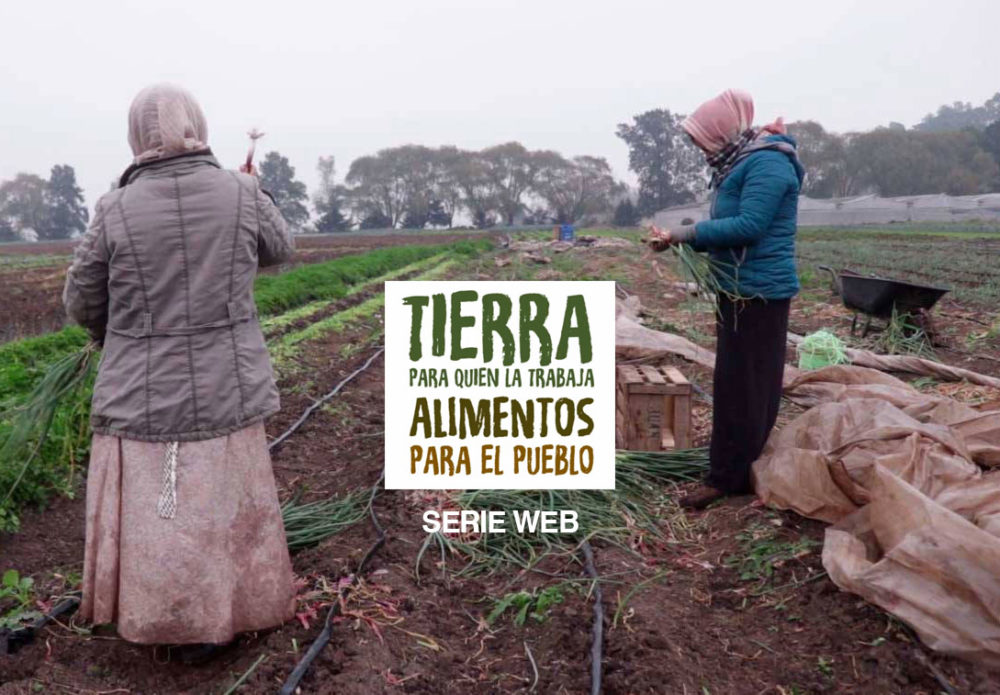 TIERRA
PARA QUIEN LA TRABAJA
ALIMENTOS
PARA EL PUEBLO
SERIE WEB